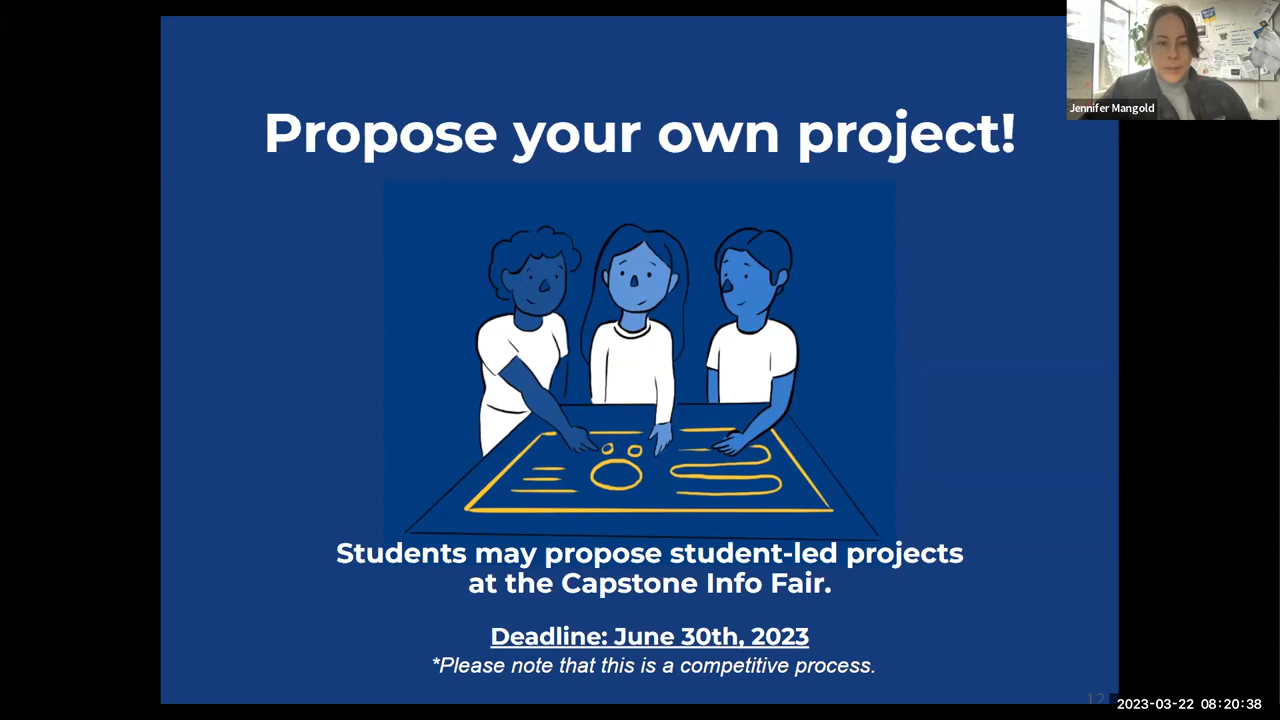 Propose your own project!
Jennifer Mangold
Students may propose student-led projects
at the Capstone Info Fair.
Deadline: June 30th, 2023
*Please note that this is a competitive process.
12
2023-03-22 08:20:38